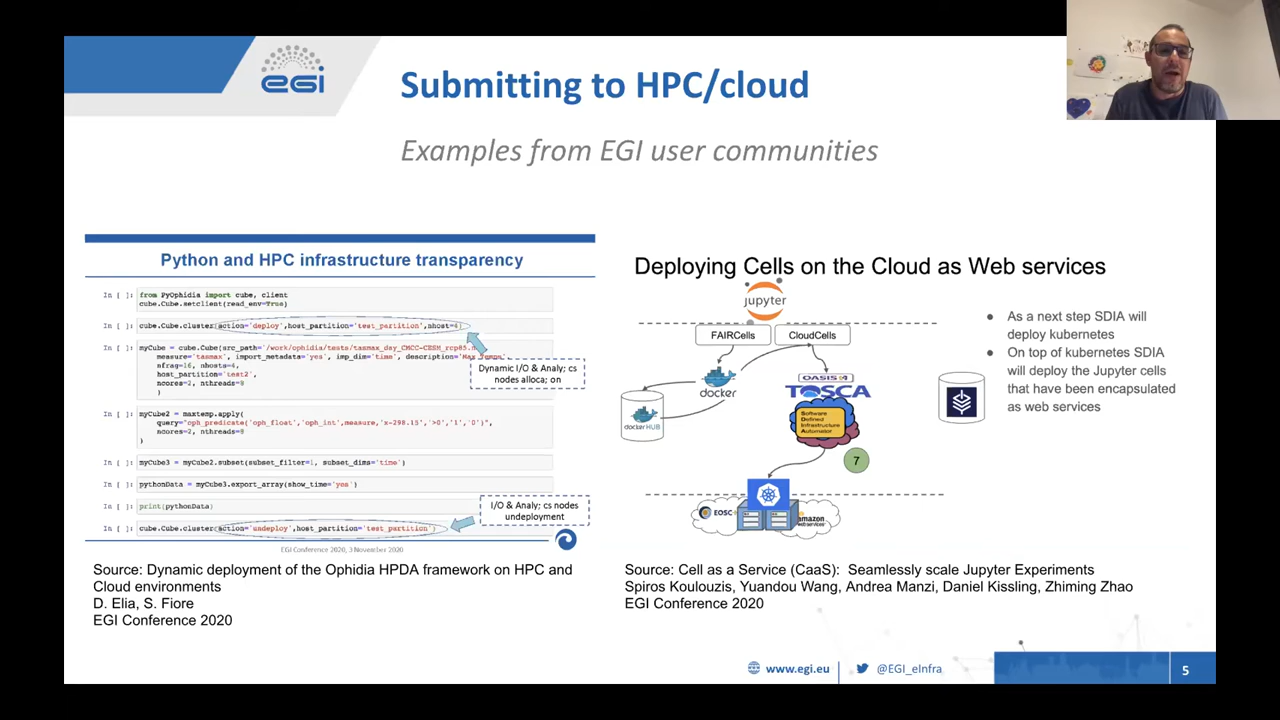 egi
Submitting to HPC/cloud
Examples from EGI user communities
Python and HPC infrastructure transparency
In [ ]: from PyOphidia import cube, client
cube.Cube.setclient(read_env=True)
In [ ]: cube.Cube.cluster(action='deploy',host_partition='test_partition',nhost=4)
In [ ]: myCube = cube.Cube(src_path='/work/ophidia/tests/tasmax_day_CMCC-CESM_rcp85.n
measure='tasmax', import_metadata='yes', imp_dim='time', description='Max Temps
nfrag=16, nhosts=4,
host_partition='test2',
ncores=2, nthreads=8
)
Dynamic I/O & Analy; cs
nodes alloca; on
In [ ]: myCube2 = maxtemp.apply(
query="oph_predicate('oph_float','oph_int',measure,'x-298.15','>0','1','0')",
ncores=2, nthreads=8
)
In [ ]: myCube3 = myCube2.subset(subset_filter=1, subset_dims='time')
In [ ]: pythonData = myCube3.export_array(show_time='yes')
In [ ]: print(pythonData)
I/O & Analy; cs nodes
undeployment
In [ ]: cube.Cube.cluster(action='undeploy',host_partition='test_partition')
EGI Conference 2020, 3 November 2020
Source: Dynamic deployment of the Ophidia HPDA framework on HPC and
Cloud environments
D. Elia, S. Fiore
EGI Conference 2020
Deploying Cells on the Cloud as Web services
jupyter
FAIRCells
CloudCells
docker
docker HUB
OASIS
TOSCA
Software
Defined
Infrastructure
Automator
7
EOSC
amazon
web services
As a next step SDIA will
deploy kubernetes
On top of kubernetes SDIA
will deploy the Jupyter cells
that have been encapsulated
as web services
Source: Cell as a Service (CaaS): Seamlessly scale Jupyter Experiments
Spiros Koulouzis, Yuandou Wang, Andrea Manzi, Daniel Kissling, Zhiming Zhao
EGI Conference 2020
www.egi.eu
@EGI_eInfra
5